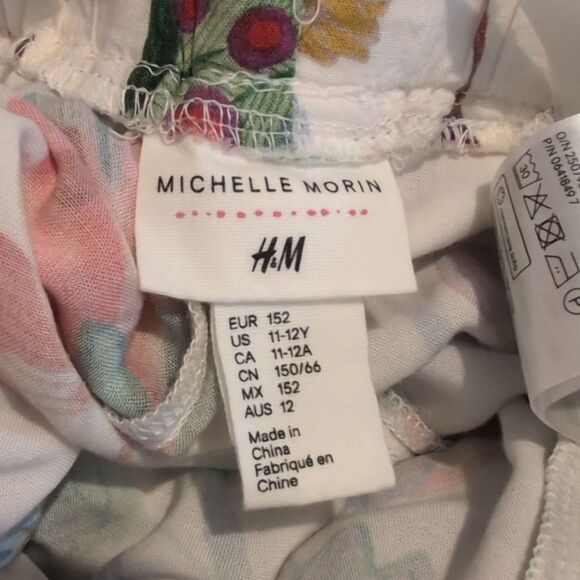 MICHELLE MORIN
H&M
EUR 152
US 11-12Y
CA 11-12A
CN 150/66
MX 152
AUS 12
Made in
China
Fabriqué en
Chine
30